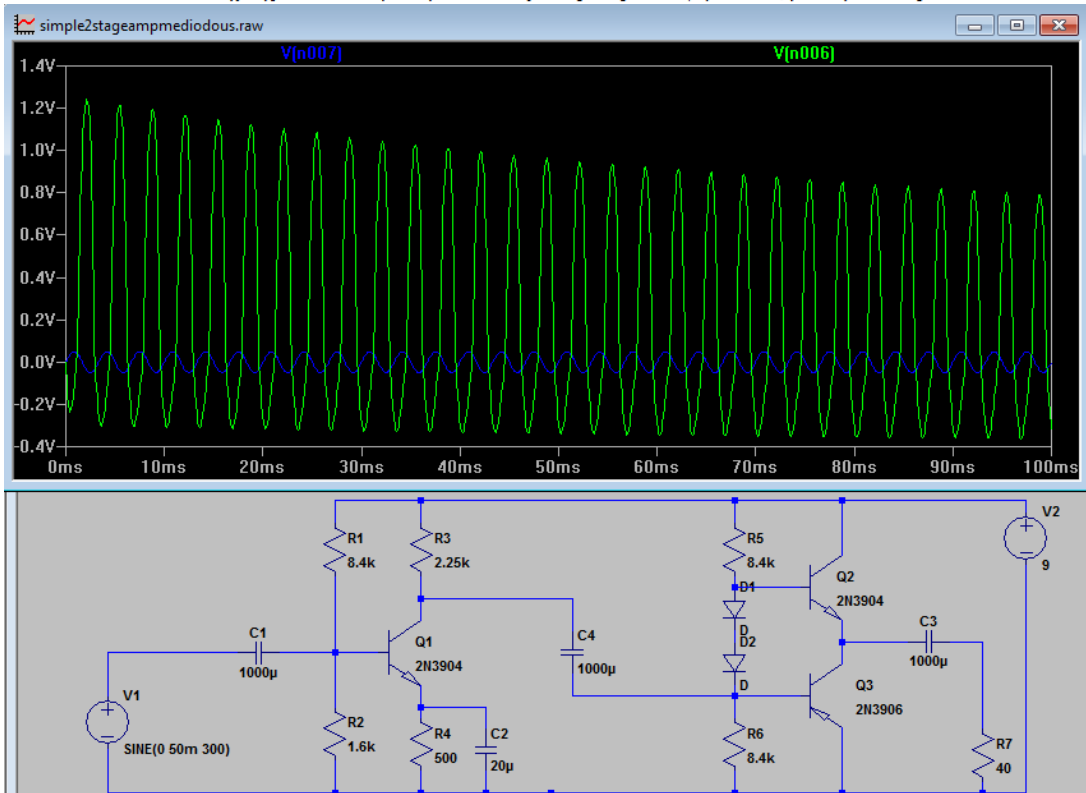 simple2stageampmediodous.raw
V(n007) V(n006)
1.4V
1.2V
1.0V
0.8V
0.6V
0.4V
0.2V
0.0V
-0.2V
-0.4V
0ms 10ms 20ms 30ms 40ms 50ms 60ms 70ms 80ms 90ms 100ms
V2
9
R1
8.4k
R3
2.25k
R5
8.4k
D1
D
D2
D
Q2
2N3904
C1
1000µ
Q1
2N3904
C4
1000µ
C3
1000µ
Q3
2N3906
V1
SINE(0 50m 300)
R2
1.6k
R4
500
C2
20µ
R6
8.4k
R7
40